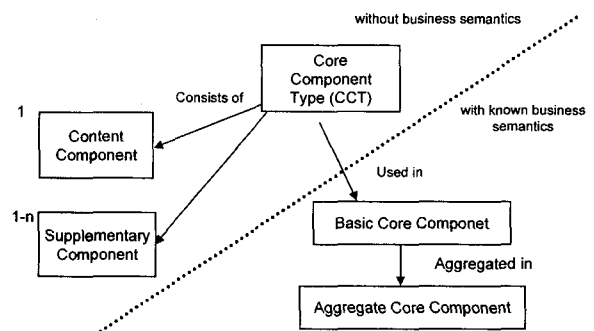 without business semantics
Core
Component
Type (CCT)
Consists of
with known business
semantics
1
Content
Component
Used in
1-n
Supplementary
Component
Basic Core Componet
Aggregated in
Aggregate Core Component